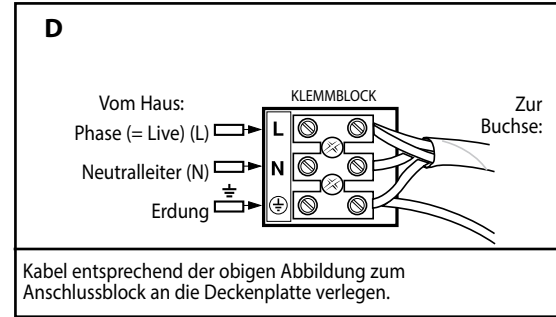 D
KLEMMBLOCK
Vom Haus:
Phase (= Live) (L)
Neutralleiter (N)
Erdung
L
N
Zur
Buchse:
Kabel entsprechend der obigen Abbildung zum
Anschlussblock an die Deckenplatte verlegen.